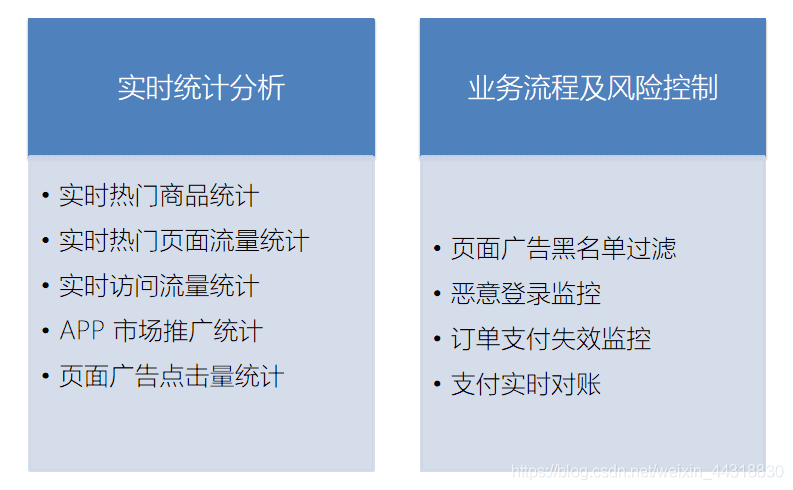 实时统计分析
• 实时热门商品统计
• 实时热门页面流量统计
• 实时访问流量统计
• APP 市场推广统计
• 页面广告点击量统计
业务流程及风险控制
• 页面广告黑名单过滤
• 恶意登录监控
• 订单支付失效监控
• 支付实时对账
https://blog.csdn.net/weixin_44318830